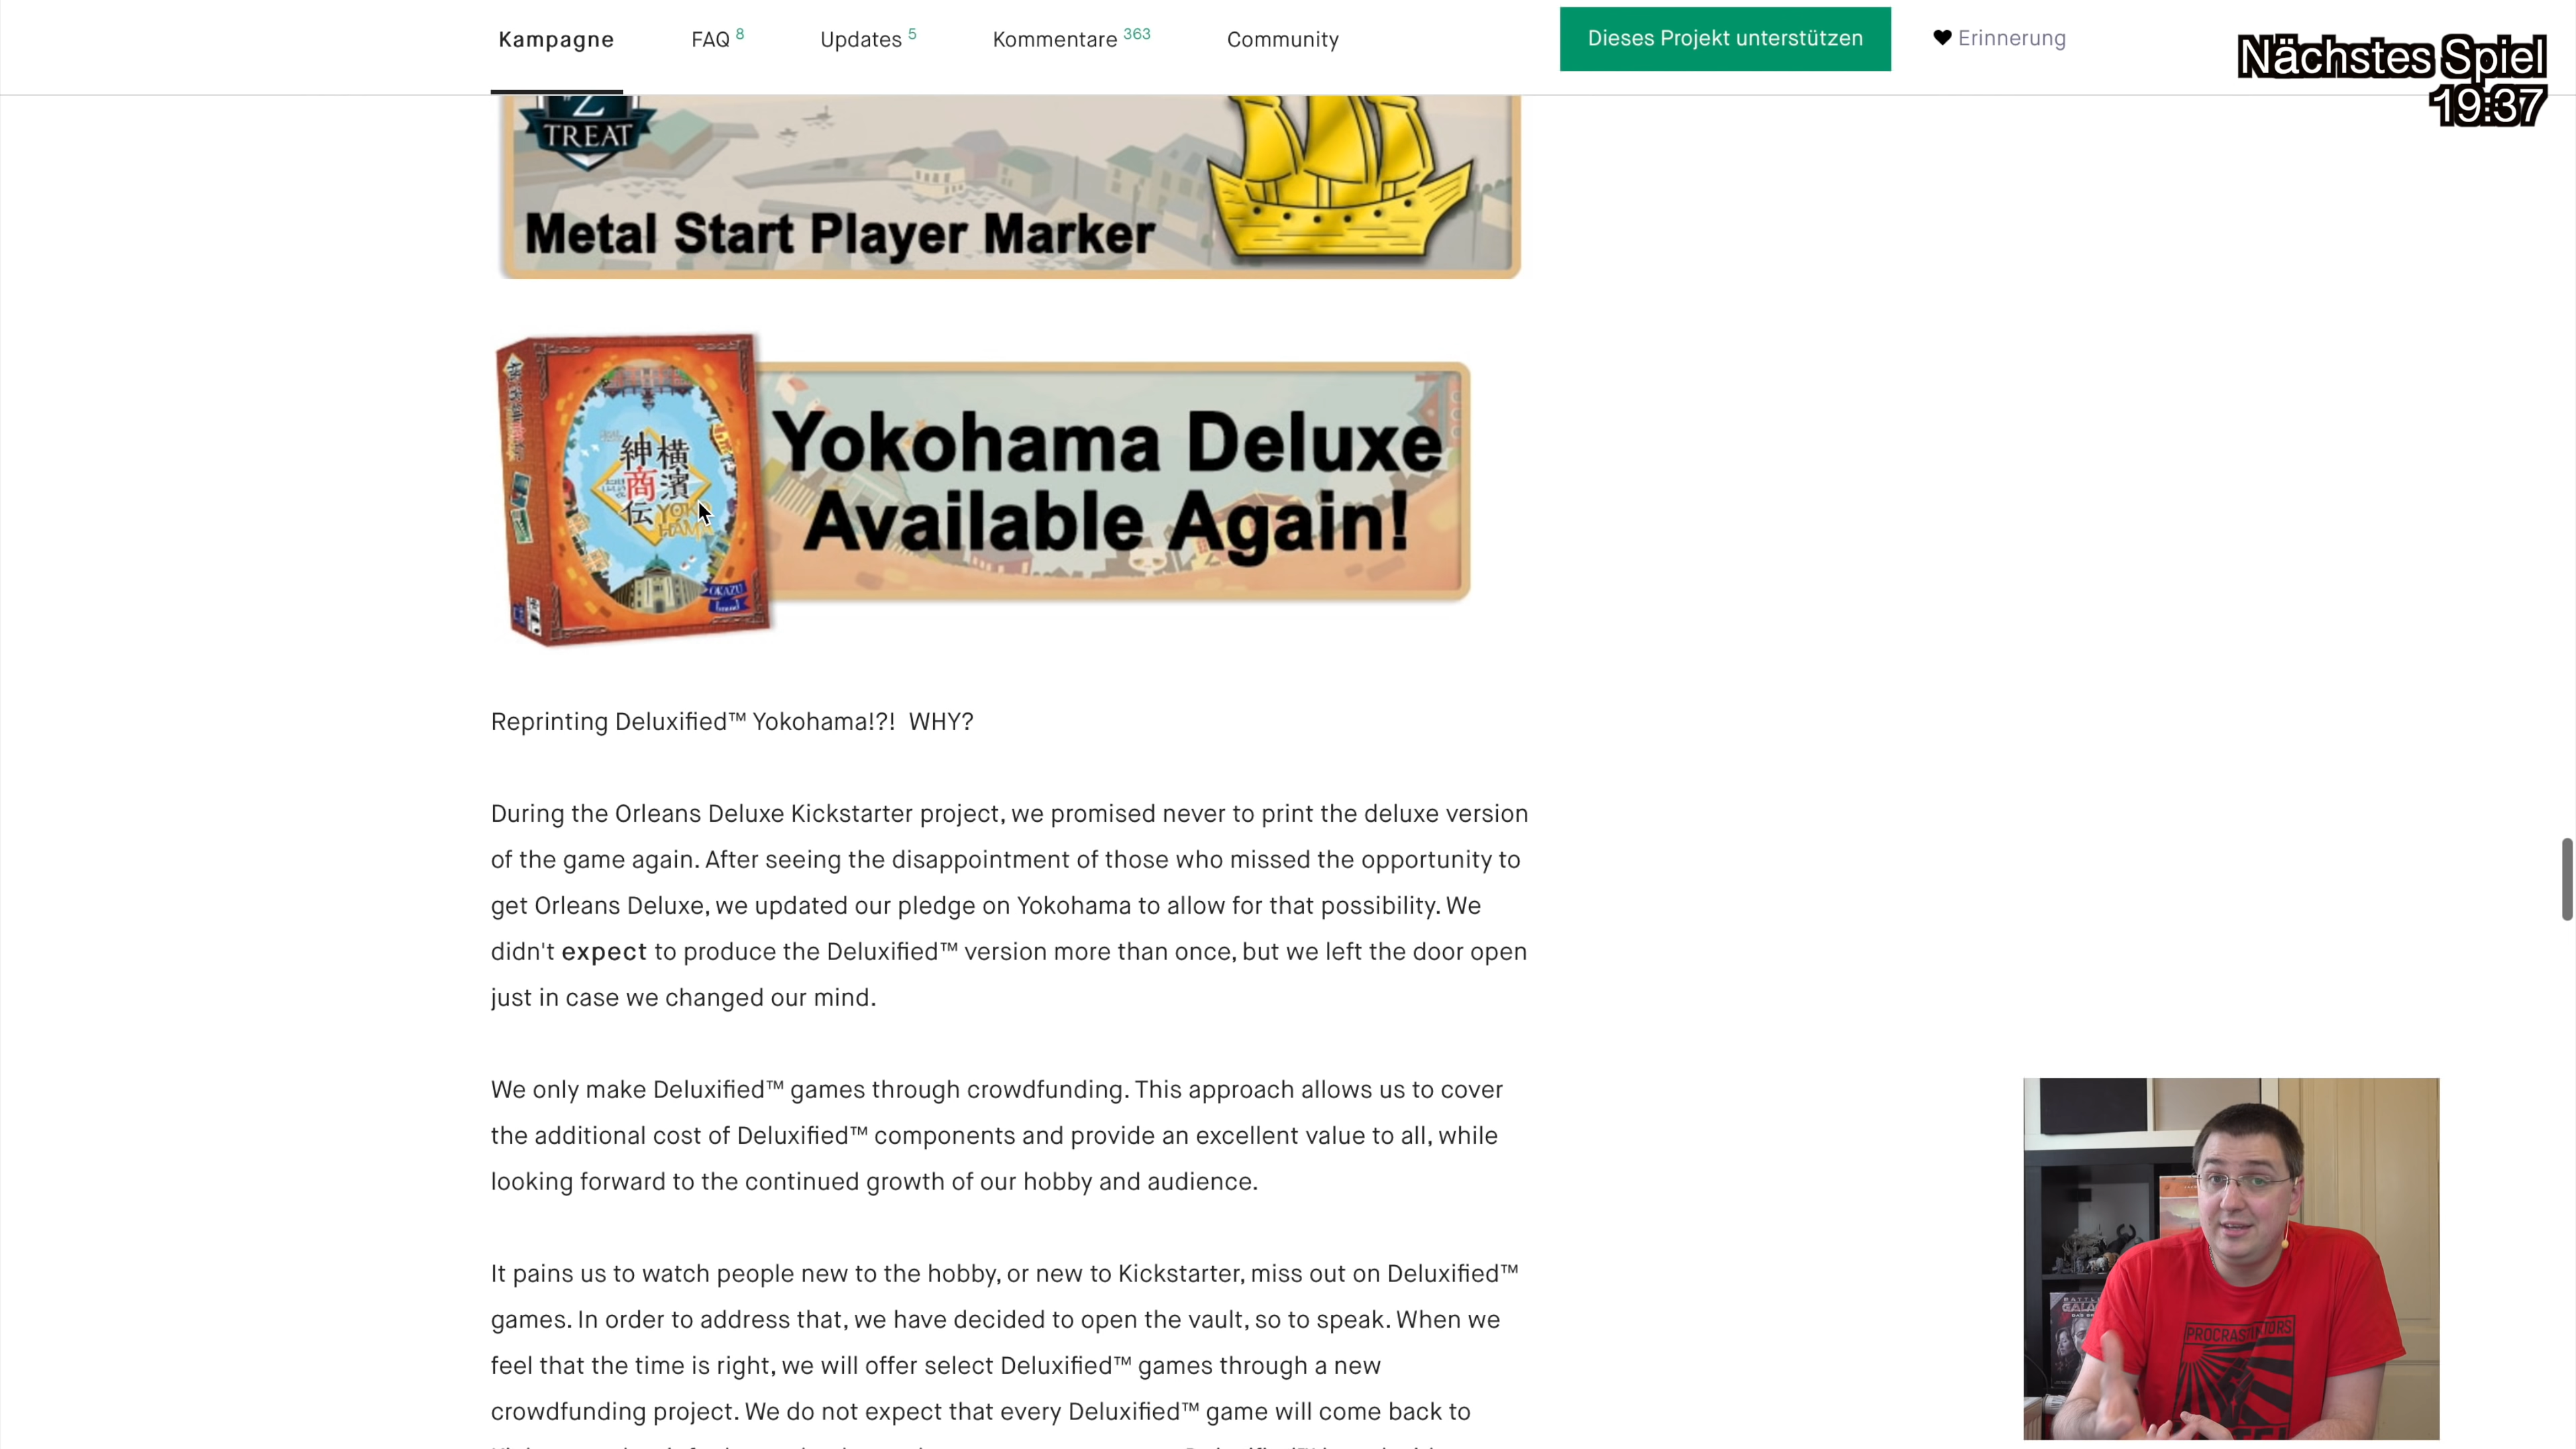 Kampagne FAQ 8 Updates 5 Kommentare 363 Community Dieses Projekt unterstützen Erinnerung
Nächstes Spiel
19:37
Z
TREAT
Metal Start Player Marker
横濱
紳商伝
YOKOHAMA
OKAZU
brand
Yokohama Deluxe
Available Again!
Reprinting Deluxified™ Yokohama!?! WHY?
During the Orleans Deluxe Kickstarter project, we promised never to print the deluxe version
of the game again. After seeing the disappointment of those who missed the opportunity to
get Orleans Deluxe, we updated our pledge on Yokohama to allow for that possibility. We
didn't expect to produce the Deluxified™ version more than once, but we left the door open
just in case we changed our mind.
We only make Deluxified™ games through crowdfunding. This approach allows us to cover
the additional cost of Deluxified™ components and provide an excellent value to all, while
looking forward to the continued growth of our hobby and audience.
It pains us to watch people new to the hobby, or new to Kickstarter, miss out on Deluxified™
games. In order to address that, we have decided to open the vault, so to speak. When we
feel that the time is right, we will offer select Deluxified™ games through a new
crowdfunding project. We do not expect that every Deluxified™ game will come back to
PROCRASTINATORS